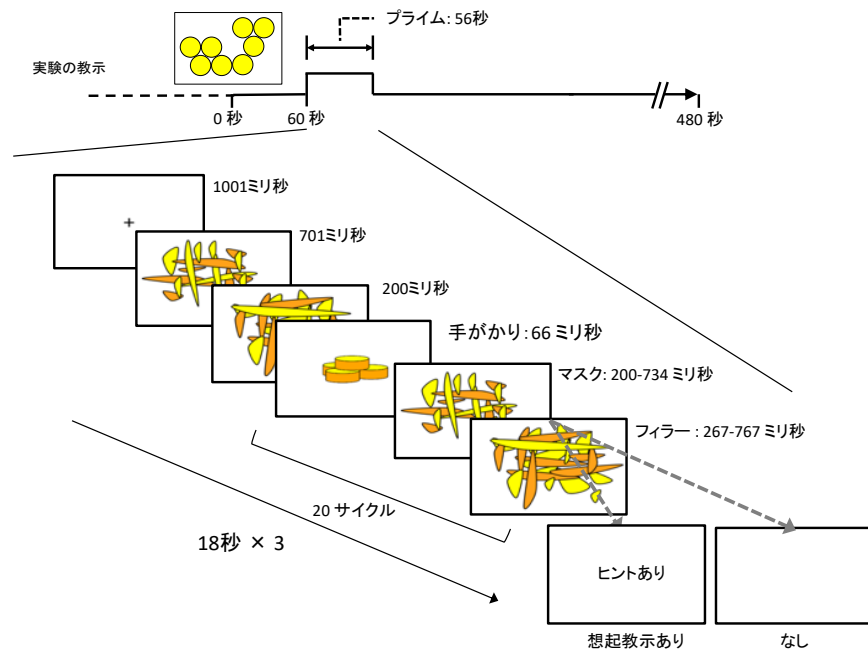 プライム：56秒
実験の教示
0 秒
60 秒
480 秒
1001ミリ秒
701ミリ秒
200ミリ秒
手がかり：66 ミリ秒
マスク：200-734 ミリ秒
フィラー：267-767 ミリ秒
20 サイクル
18秒 × 3
ヒントあり
想起教示あり
なし